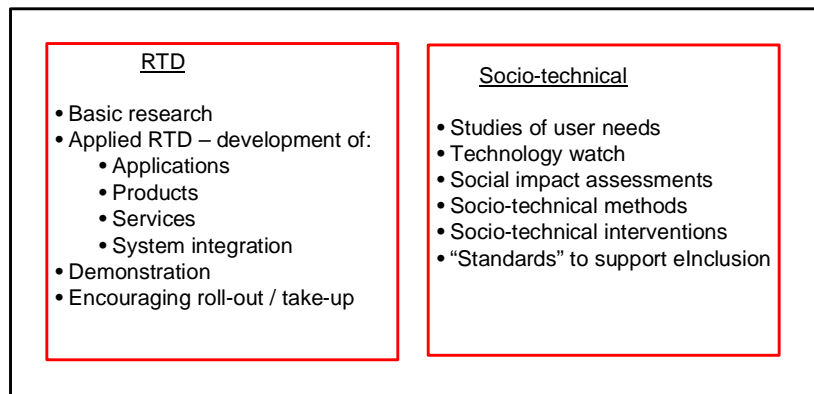 RTD
• Basic research
• Applied RTD – development of:
• Applications
• Products
• Services
• System integration
• Demonstration
• Encouraging roll-out / take-up
Socio-technical
• Studies of user needs
• Technology watch
• Social impact assessments
• Socio-technical methods
• Socio-technical interventions
• “Standards” to support eInclusion